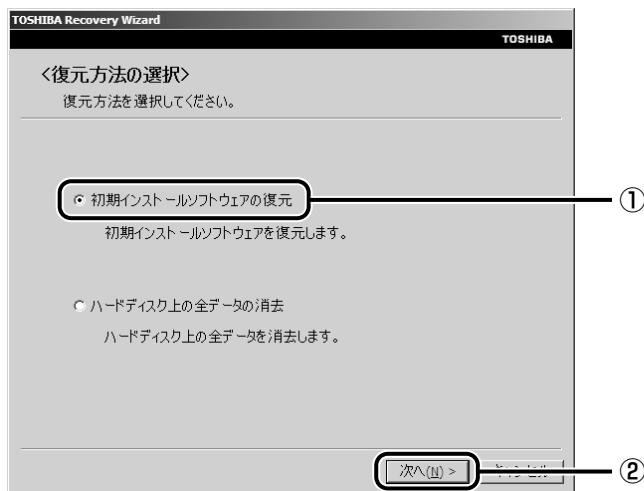 TOSHIBA Recovery Wizard
TOSHIBA
<復元方法の選択>
復元方法を選択してください。
初期インストールソフトウェアの復元
①
初期インストールソフトウェアを復元します。
ハードディスク上の全データの消去
ハードディスク上の全データを消去します。
次へ(N) >
②